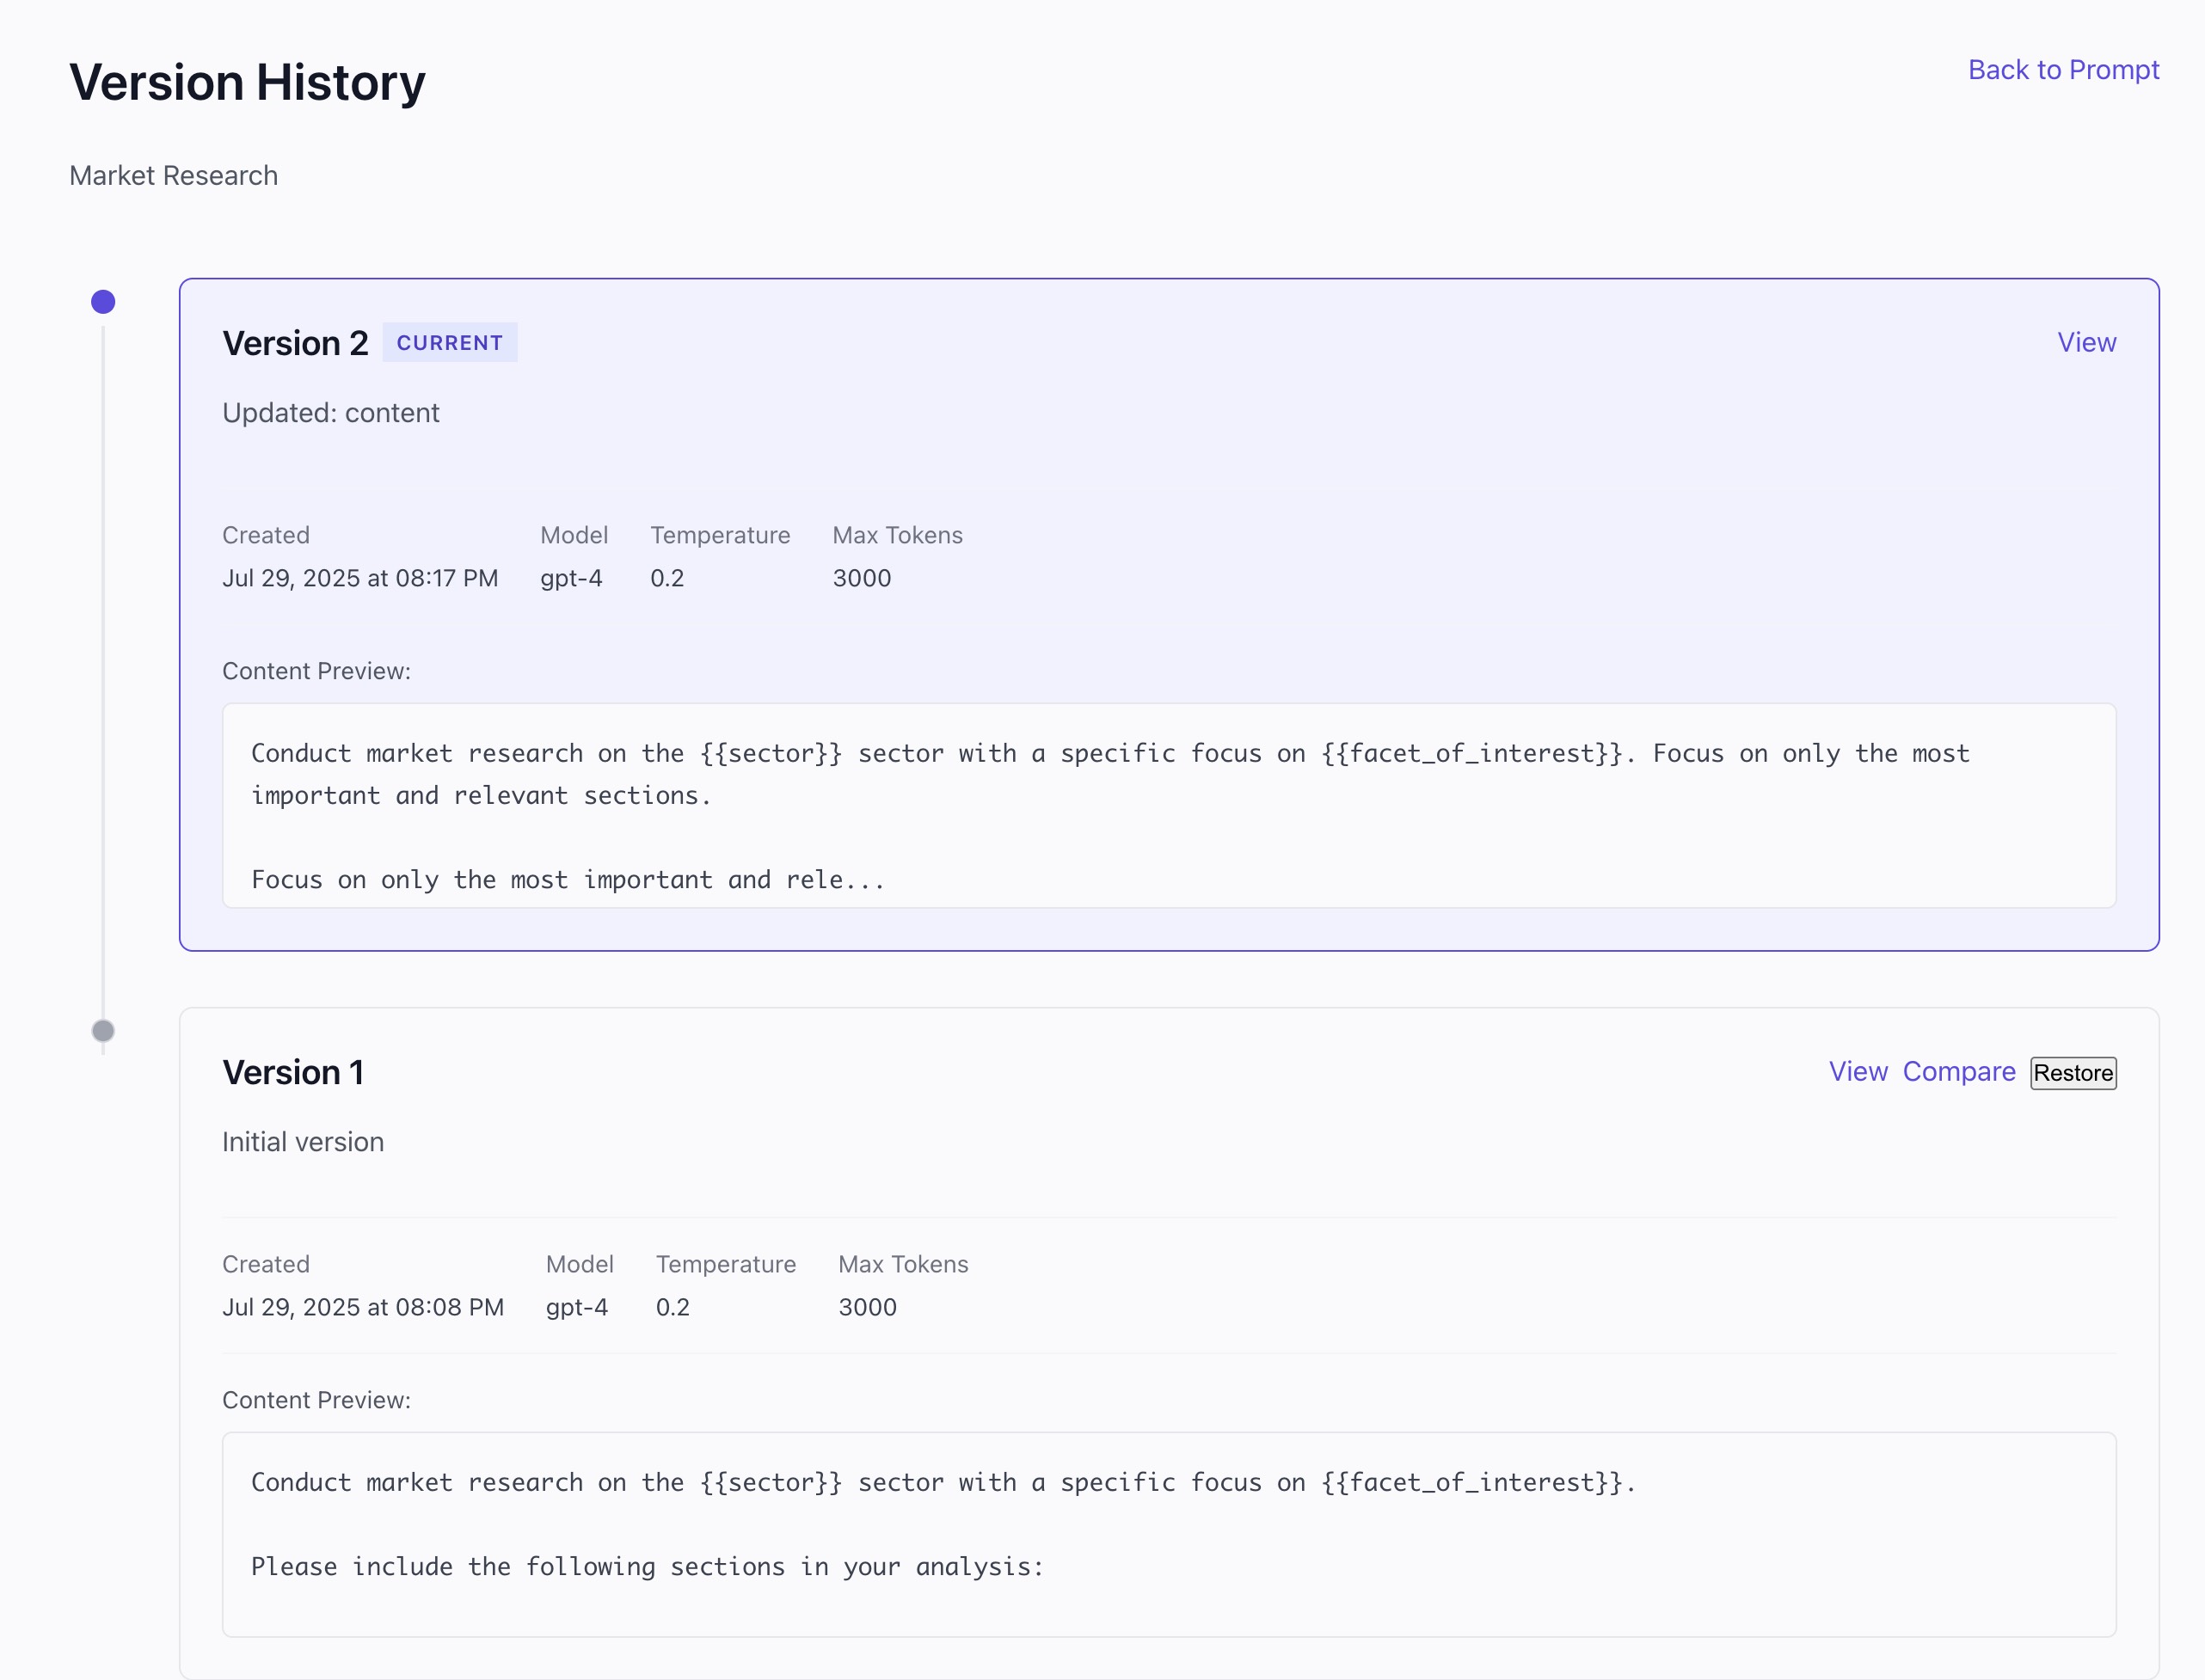 Version History
Back to Prompt
Market Research
Version 2 CURRENT
View
Updated: content
Created Model Temperature Max Tokens
Jul 29, 2025 at 08:17 PM gpt-4 0.2 3000
Content Preview:
Conduct market research on the {{sector}} sector with a specific focus on {{facet_of_interest}}. Focus on only the most
important and relevant sections.
Focus on only the most important and rele...
Version 1
View Compare Restore
Initial version
Created Model Temperature Max Tokens
Jul 29, 2025 at 08:08 PM gpt-4 0.2 3000
Content Preview:
Conduct market research on the {{sector}} sector with a specific focus on {{facet_of_interest}}.
Please include the following sections in your analysis: